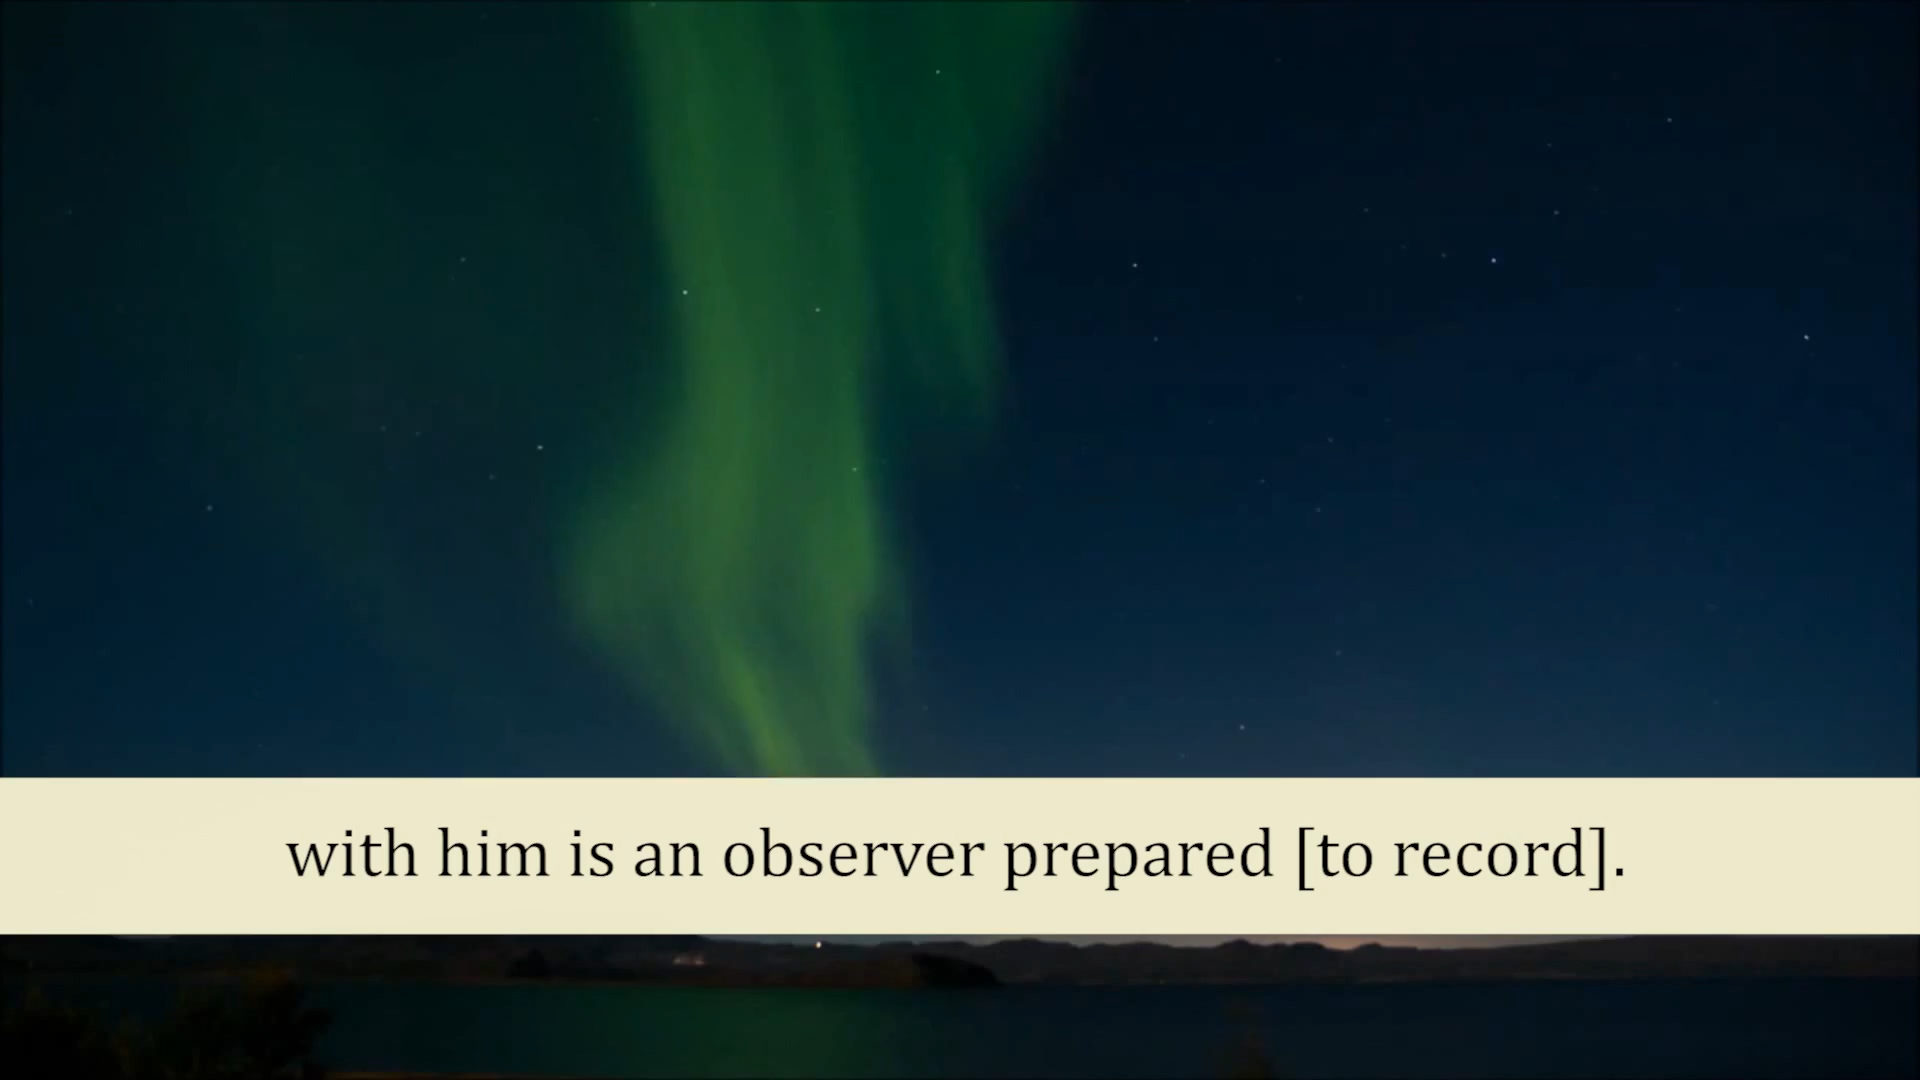 with him is an observer prepared [to record].